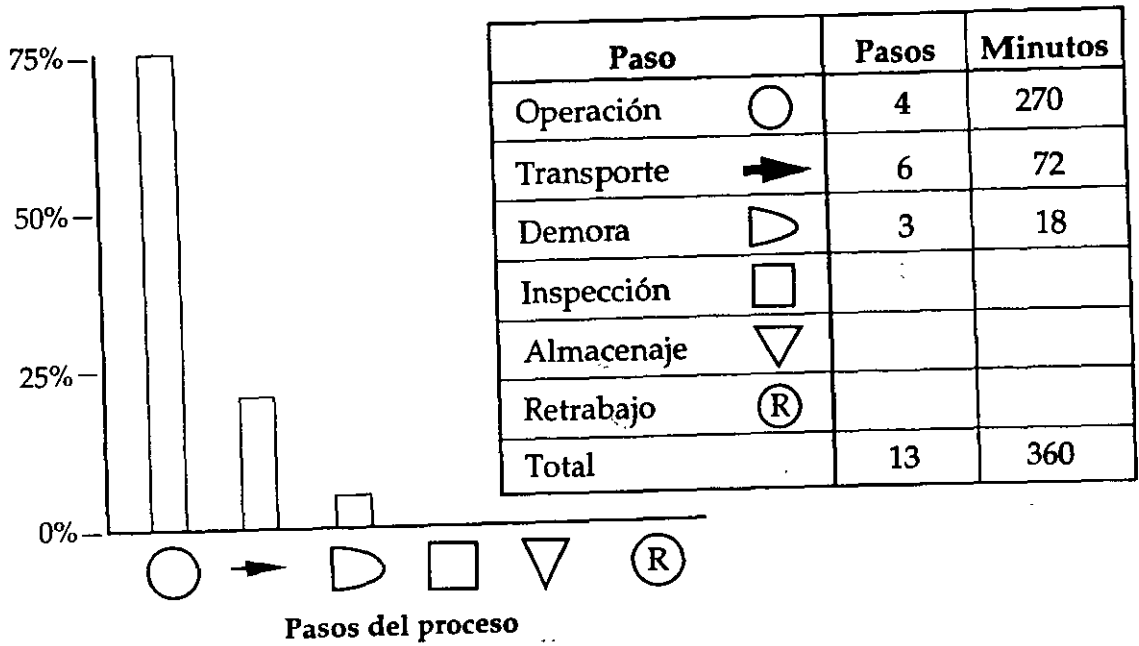 75%
50%
25%
0%
R
Pasos del proceso
Paso Pasos Minutos
Operación 4 270
Transporte 6 72
Demora 3 18
Inspección
Almacenaje
Retrabajo R
Total 13 360